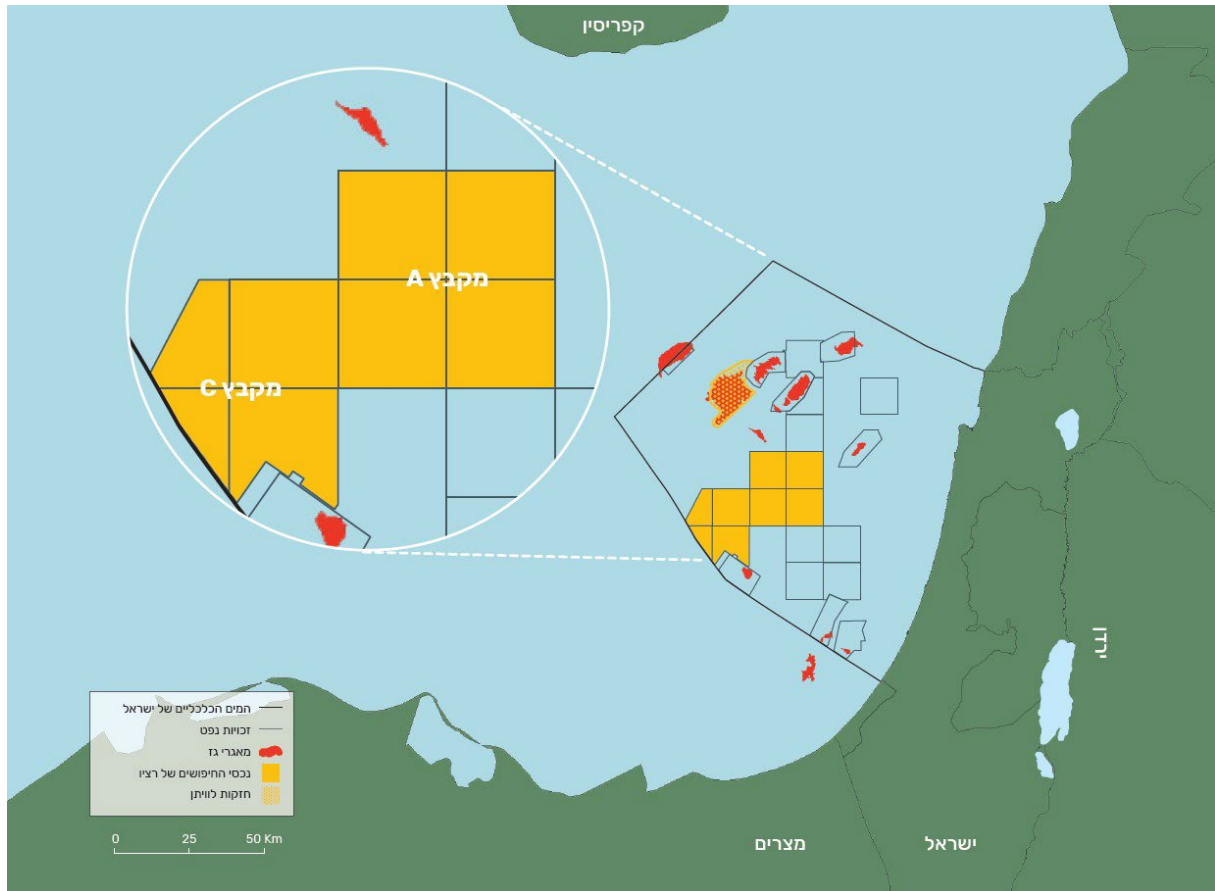 קפריסין
מקבץ A
מקבץ C
ירדן
המים הכלכליים של ישראל
זכויות נפט
מאגרי גז
נכסי החיפושים של רציו
חזקות לוויתן
0 25 50 Km
מצרים
ישראל